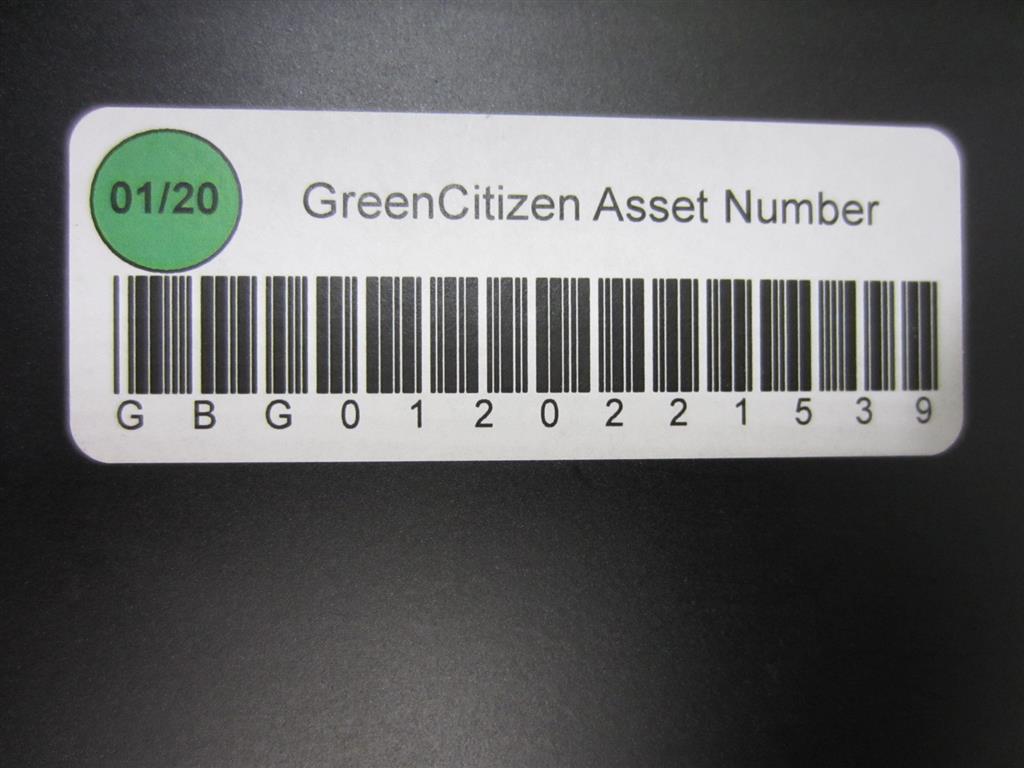 01/20
GreenCitizen Asset Number
GBG0120221539